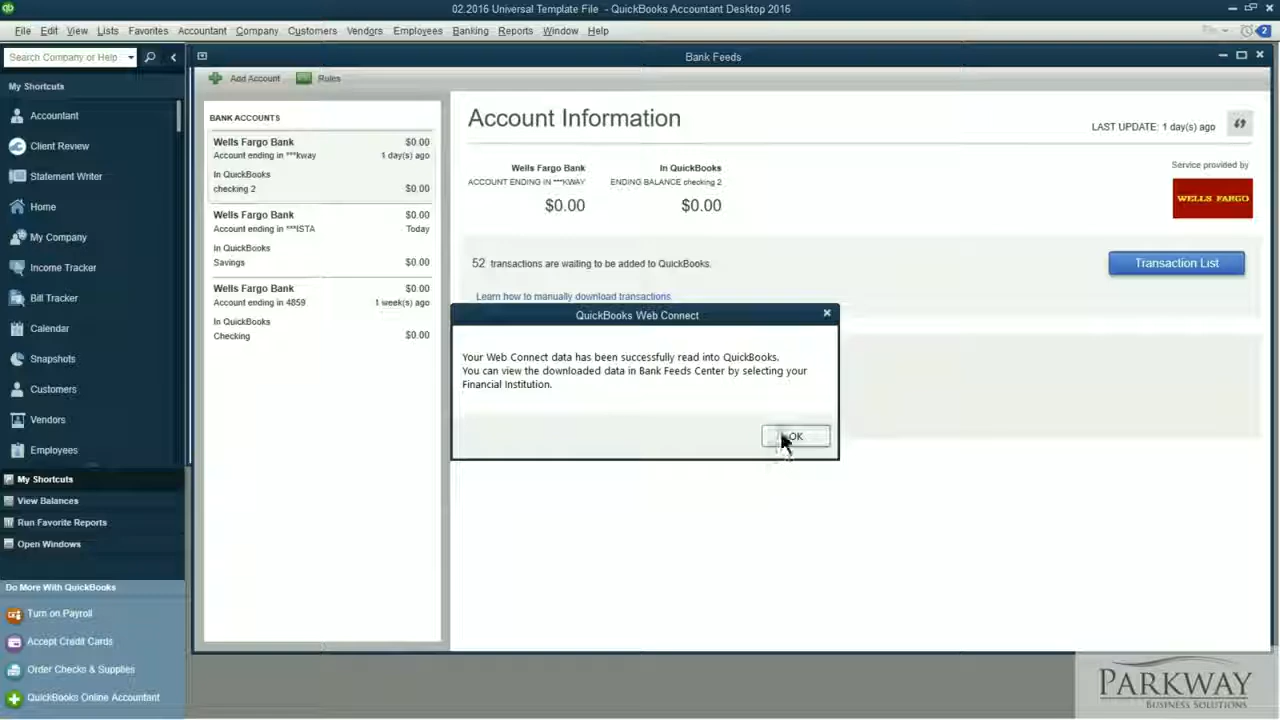 02.2016 Universal Template File - QuickBooks Accountant Desktop 2016
File Edit View Lists Favorites Accountant Company Customers Vendors Employees Banking Reports Window Help
2
Search Company or Help
Bank Feeds
My Shortcuts
Accountant
Client Review
Statement Writer
Home
My Company
Income Tracker
Bill Tracker
Calendar
Snapshots
Customers
Vendors
Employees
My Shortcuts
View Balances
Run Favorite Reports
Open Windows
Do More With QuickBooks
Turn on Payroll
Accept Credit Cards
Order Checks & Supplies
QuickBooks Online Accountant
Add Account Rules
BANK ACCOUNTS
Wells Fargo Bank $0.00
Account ending in ***kway 1 day(s) ago
In QuickBooks
checking 2 $0.00
Wells Fargo Bank $0.00
Account ending in ***ISTA Today
In QuickBooks
Savings $0.00
Wells Fargo Bank $0.00
Account ending in 4859 1 week(s) ago
In QuickBooks
Checking $0.00
Account Information
LAST UPDATE: 1 day(s) ago
Wells Fargo Bank In QuickBooks
ACCOUNT ENDING IN ***KWAY ENDING BALANCE checking 2
$0.00 $0.00
Service provided by
WELLS FARGO
52 transactions are waiting to be added to QuickBooks.
Transaction List
Learn how to manually download transactions
QuickBooks Web Connect
Your Web Connect data has been successfully read into QuickBooks.
You can view the downloaded data in Bank Feeds Center by selecting your
Financial Institution.
OK
PARKWAY
BUSINESS SOLUTIONS